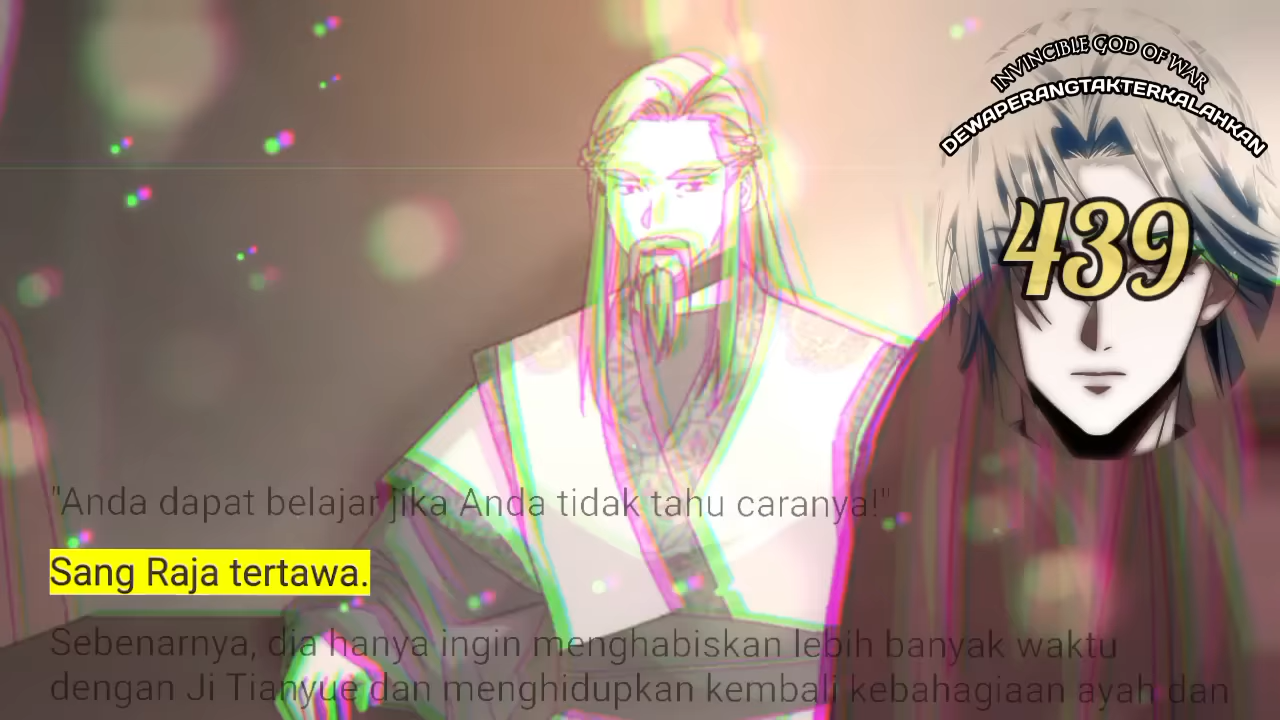 INVINCIBLE GOD OF WAR
DEWAPERANGTAKTERKALAHKAN
439
"Anda dapat belajar jika Anda tidak tahu caranya!"
Sang Raja tertawa.
Sebenarnya, dia hanya ingin menghabiskan lebih banyak waktu
dengan Ji Tianyue dan menghidupkan kembali kebahagiaan ayah dan